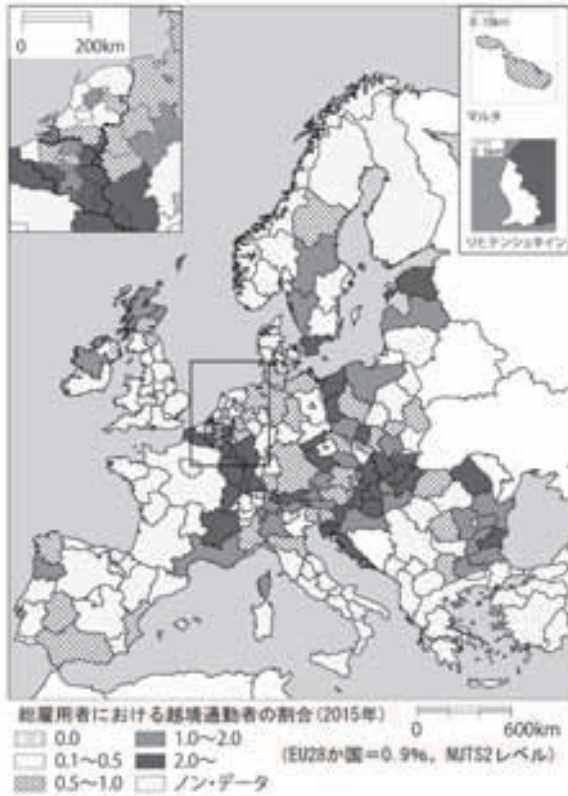 0 200km
マルタ
リヒテンシュタイン
総雇用者における越境通勤者の割合(2015年)
0 600km
0.0
1.0～2.0
0.1～0.5
2.0～
(EU28か国=0.9%, NUTS2レベル)
0.5～1.0
ノン・データ